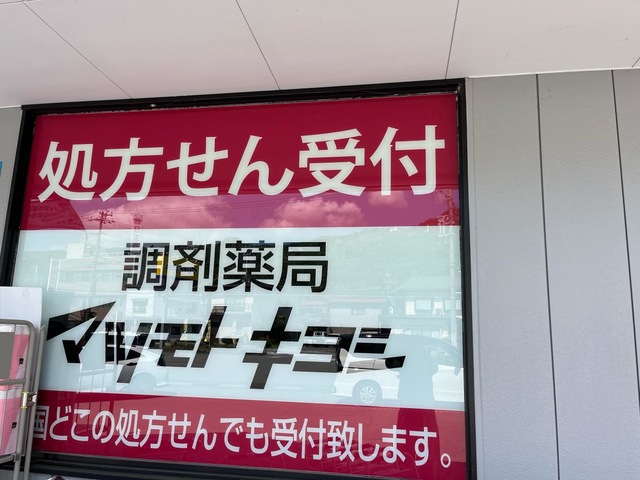 処方せん受付
調剤薬局
マツモトキヨシ
国どこの処方せんでも受付致します。